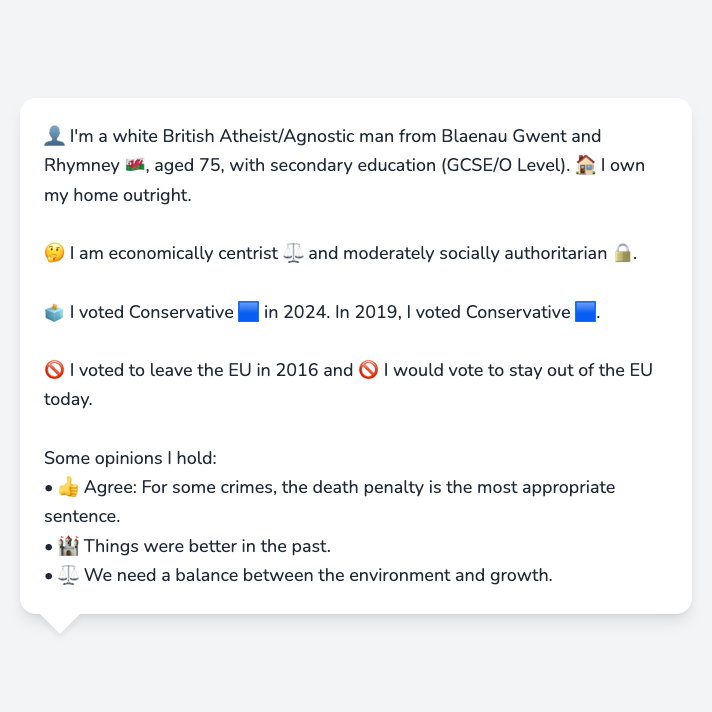 👤 I'm a white British Atheist/Agnostic man from Blaenau Gwent and
Rhymney 🏴󠁧󠁢󠁷󠁬󠁳󠁿, aged 75, with secondary education (GCSE/O Level). 🏠 I own
my home outright.
🤔 I am economically centrist ⚖️ and moderately socially authoritarian 🔒.
🗳️ I voted Conservative 🟦 in 2024. In 2019, I voted Conservative 🟦.
🚫 I voted to leave the EU in 2016 and 🚫 I would vote to stay out of the EU
today.
Some opinions I hold:
• 👍 Agree: For some crimes, the death penalty is the most appropriate
sentence.
• 🏰 Things were better in the past.
• ⚖️ We need a balance between the environment and growth.